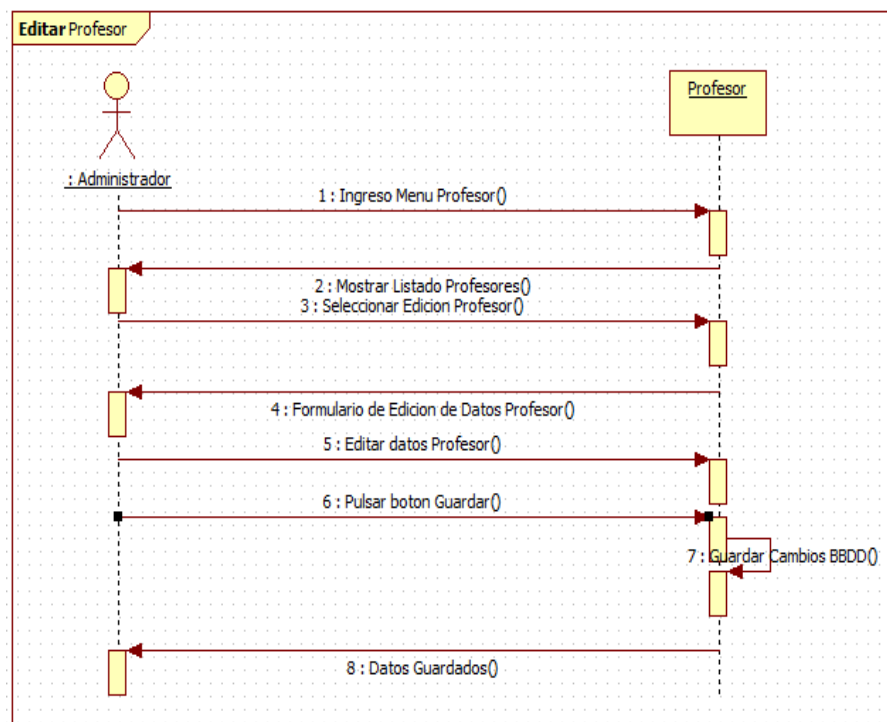 Editar Profesor
Profesor
: Administrador
1 : Ingreso Menu Profesor()
2 : Mostrar Listado Profesores()
3 : Seleccionar Edicion Profesor()
4 : Formulario de Edicion de Datos Profesor()
5 : Editar datos Profesor()
6 : Pulsar boton Guardar()
7 : Guardar Cambios BBDD()
8 : Datos Guardados()